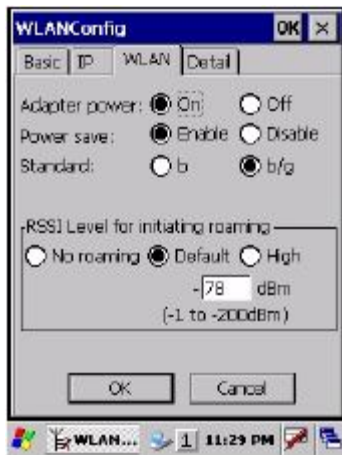 WLANConfig OK ×
Basic IP WLAN Detail
Adapter power: On Off
Power save: Enable Disable
Standard: b b/g
RSSI Level for initiating roaming
No roaming Default High
-78 dBm
(-1 to -200dBm)
OK Cancel
WLAN... 1 11:29 PM